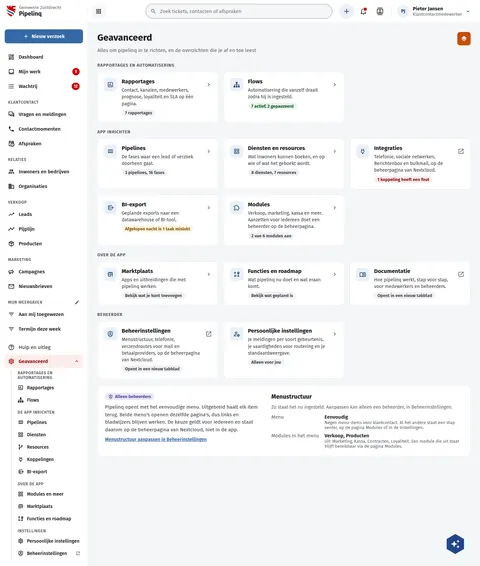 Gemeente Zuiddrecht
Pipelinq
Zoek tickets, contacten of afspraken
PJ
Pieter Jansen
Klantcontactmedewerker
+ Nieuw verzoek
Dashboard
Mijn werk
Wachtrij
12
KLANTCONTACT
Vragen en meldingen
Contactmomenten
Afspraken
RELATIES
Inwoners en bedrijven
Organisaties
VERKOOP
Leads
Pijplijn
Producten
MARKETING
Campagnes
Nieuwsbrieven
MIJN WEERGAVEN
Aan mij toegewezen
Termijn deze week
Hulp en uitleg
Geavanceerd
RAPPORTAGES EN
AUTOMATISERING
Rapportages
Flows
DE APP INRICHTEN
Pipelines
Diensten
Resources
Koppelingen
BI-export
OVER DE APP
Modules en meer
Marktplaats
Functies en roadmap
INSTELLINGEN
Persoonlijke instellingen
Beheerinstellingen
Geavanceerd
Alles om pipelinq in te richten, en de overzichten die je af en toe leest
RAPPORTAGES EN AUTOMATISERING
Rapportages
Contact, kanalen, medewerkers,
prognose, loyaliteit en SLA op één
pagina.
7 rapportages
Flows
Automatisering die vanzelf draait
zodra hij is ingesteld.
7 actief, 2 gepauzeerd
APP INRICHTEN
Pipelines
De fases waar een lead of verzoek
doorheen gaat.
2 pipelines, 16 fases
Diensten en resources
Wat inwoners kunnen boeken, en op
wie of wat het geboekt wordt.
8 diensten, 7 resources
Integraties
Telefonie, sociale netwerken,
Berichtenbox en bulkmail, op de
beheerpagina van Nextcloud.
1 koppeling heeft een fout
BI-export
Geplande exports naar een
datawarehouse of BI-tool.
Afgelopen nacht is 1 taak mislukt
Modules
Verkoop, marketing, kassa en meer.
Aanzetten voor iedereen doet een
beheerder op de beheerpagina.
2 van 6 modules aan
OVER DE APP
Marktplaats
Apps en uitbreidingen die met
pipelinq werken.
Bekijk wat je kunt toevoegen
Functies en roadmap
Wat pipelinq nu doet en wat eraan
komt.
Bekijk wat gepland is
Documentatie
Hoe pipelinq werkt, stap voor stap,
voor medewerkers en beheerders.
Opent in een nieuw tabblad
BEHEERDER
Beheerinstellingen
Menustructuur, telefonie,
verzendroutes voor mail en
betaalproviders, op de beheerpagina
van Nextcloud.
Opent in een nieuw tabblad
Persoonlijke instellingen
Je meldingen per soort gebeurtenis,
je vaardigheden voor routering en je
standaardweergave.
Alleen voor jou
Alleen beheerders
Pipelinq opent met het eenvoudige menu. Uitgebreid haalt elk item
terug. Beide menu's openen dezelfde pagina's, dus links en
bladwijzers blijven werken. De keuze geldt voor iedereen en staat
daarom op de beheerpagina van Nextcloud, niet in de app.
Menustructuur aanpassen in Beheerinstellingen
Menustructuur
Zo staat het nu ingesteld. Aanpassen kan alleen een beheerder, in Beheerinstellingen.
Menu
Eenvoudig
Modules in het menu
Verkoop, Producten